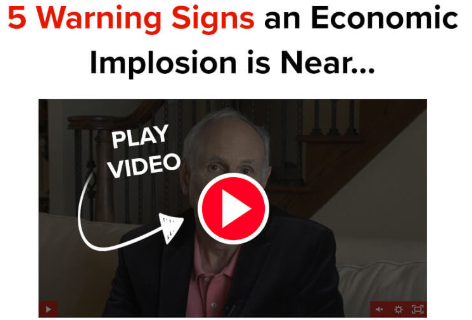 5 Warning Signs an Economic
Implosion is Near...
PLAY
VIDEO